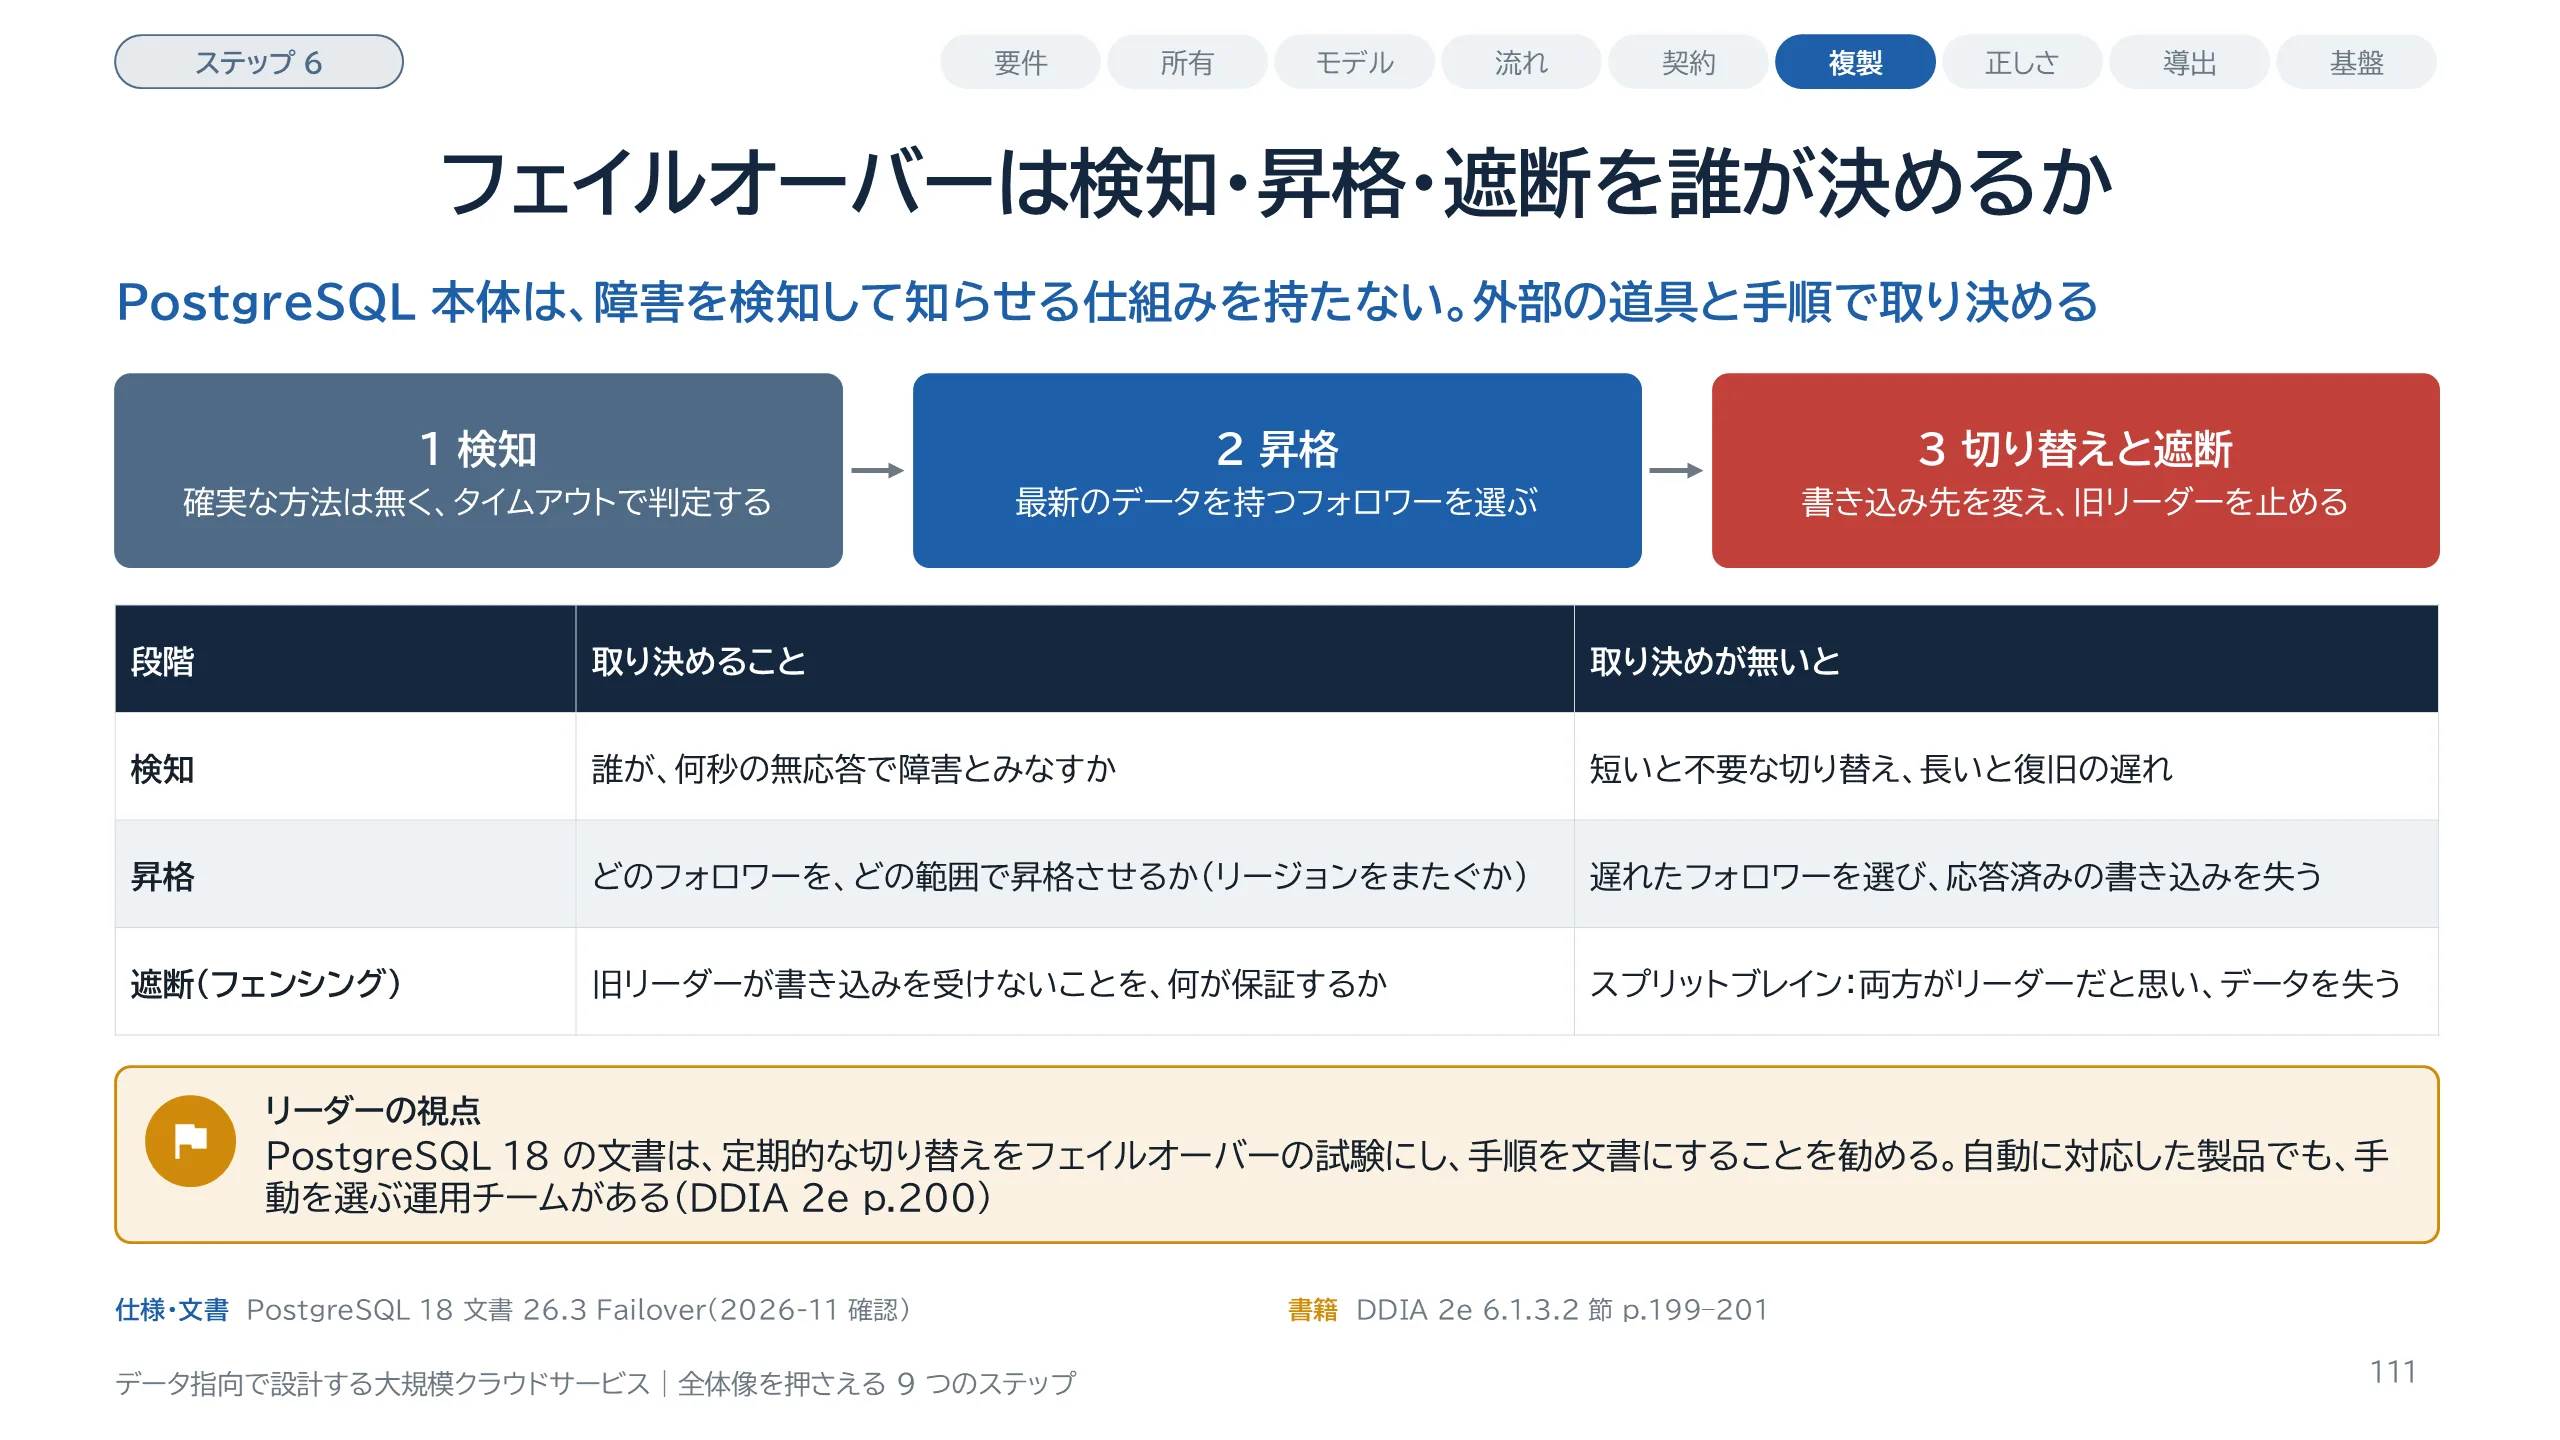 ステップ 6
要件 所有 モデル 流れ 契約 複製 正しさ 導出 基盤
フェイルオーバーは検知・昇格・遮断を誰が決めるか
PostgreSQL 本体は、障害を検知して知らせる仕組みを持たない。外部の道具と手順で取り決める
1 検知
確実な方法は無く、タイムアウトで判定する
2 昇格
最新のデータを持つフォロワーを選ぶ
3 切り替えと遮断
書き込み先を変え、旧リーダーを止める
段階 取り決めること 取り決めが無いと
検知 誰が、何秒の無応答で障害とみなすか 短いと不要な切り替え、長いと復旧の遅れ
昇格 どのフォロワーを、どの範囲で昇格させるか（リージョンをまたぐか） 遅れたフォロワーを選び、応答済みの書き込みを失う
遮断（フェンシング） 旧リーダーが書き込みを受けないことを、何が保証するか スプリットブレイン：両方がリーダーだと思い、データを失う
リーダーの視点
PostgreSQL 18 の文書は、定期的な切り替えをフェイルオーバーの試験にし、手順を文書にすることを勧める。自動に対応した製品でも、手
動を選ぶ運用チームがある（DDIA 2e p.200）
仕様・文書 PostgreSQL 18 文書 26.3 Failover（2026-11 確認）
書籍 DDIA 2e 6.1.3.2 節 p.199–201
データ指向で設計する大規模クラウドサービス｜全体像を押さえる 9 つのステップ
111